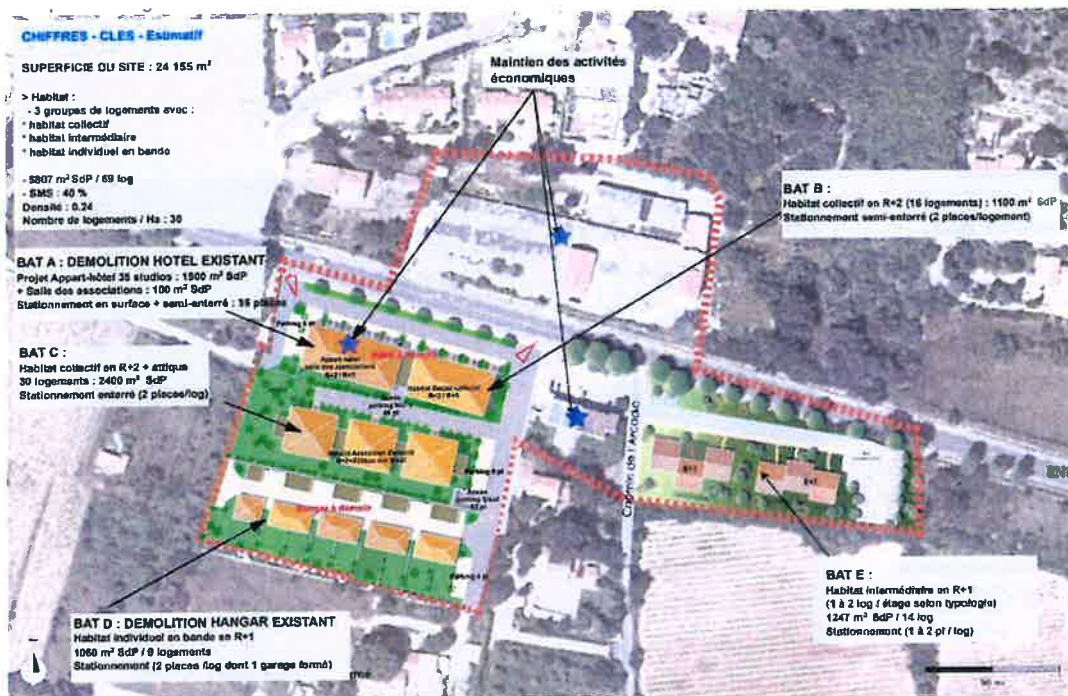 CHIFFRES - CLES - Estimatif
SUPERFICIE DU SITE : 24 155 m²
> Habitat :
- 3 groupes de logements avec :
* habitat collectif
* habitat intermédiaire
* habitat individuel en bande
- 5807 m² SdP / 69 log
- SMS : 40 %
Densité : 0.24
Nombre de logements / Ha : 30
Maintien des activités
économiques
BAT B :
Habitat collectif en R+2 (16 logements) : 1100 m² SdP
Stationnement semi-enterré (2 places/logement)
BAT A : DEMOLITION HOTEL EXISTANT
Projet Appart-hôtel 35 studios : 1500 m² SdP
+ Salle des associations : 100 m² SdP
Stationnement en surface + semi-enterré : 35 places
BAT C :
Habitat collectif en R+2 + attique
30 logements : 2400 m² SdP
Stationnement enterré (2 places/log)
Parking
Parking
Parking
Chemin de l'Arcadie
R+1
R+1
BAT D : DEMOLITION HANGAR EXISTANT
Habitat individuel en bande en R+1
1060 m² SdP / 9 logements
Stationnement (2 places /log dont 1 garage fermé)
BAT E :
Habitat intermédiaire en R+1
(1 à 2 log / étage selon typologie)
1247 m² SdP / 14 log
Stationnement (1 à 2 pl / log)